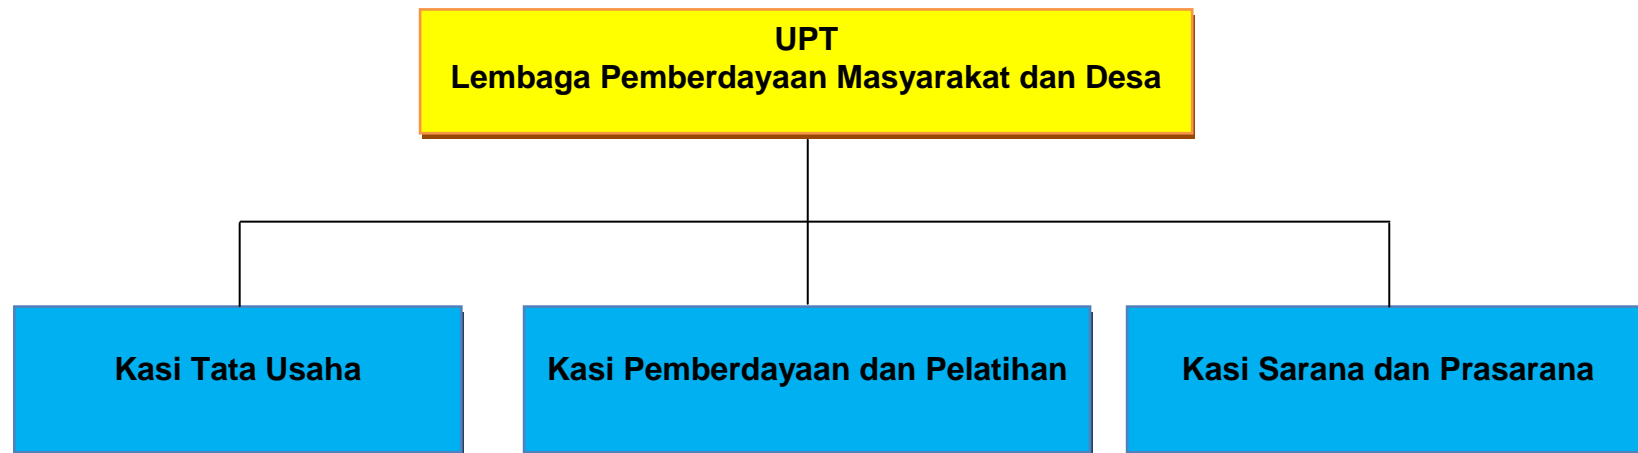 UPT
Lembaga Pemberdayaan Masyarakat dan Desa
Kasi Tata Usaha
Kasi Pemberdayaan dan Pelatihan
Kasi Sarana dan Prasarana